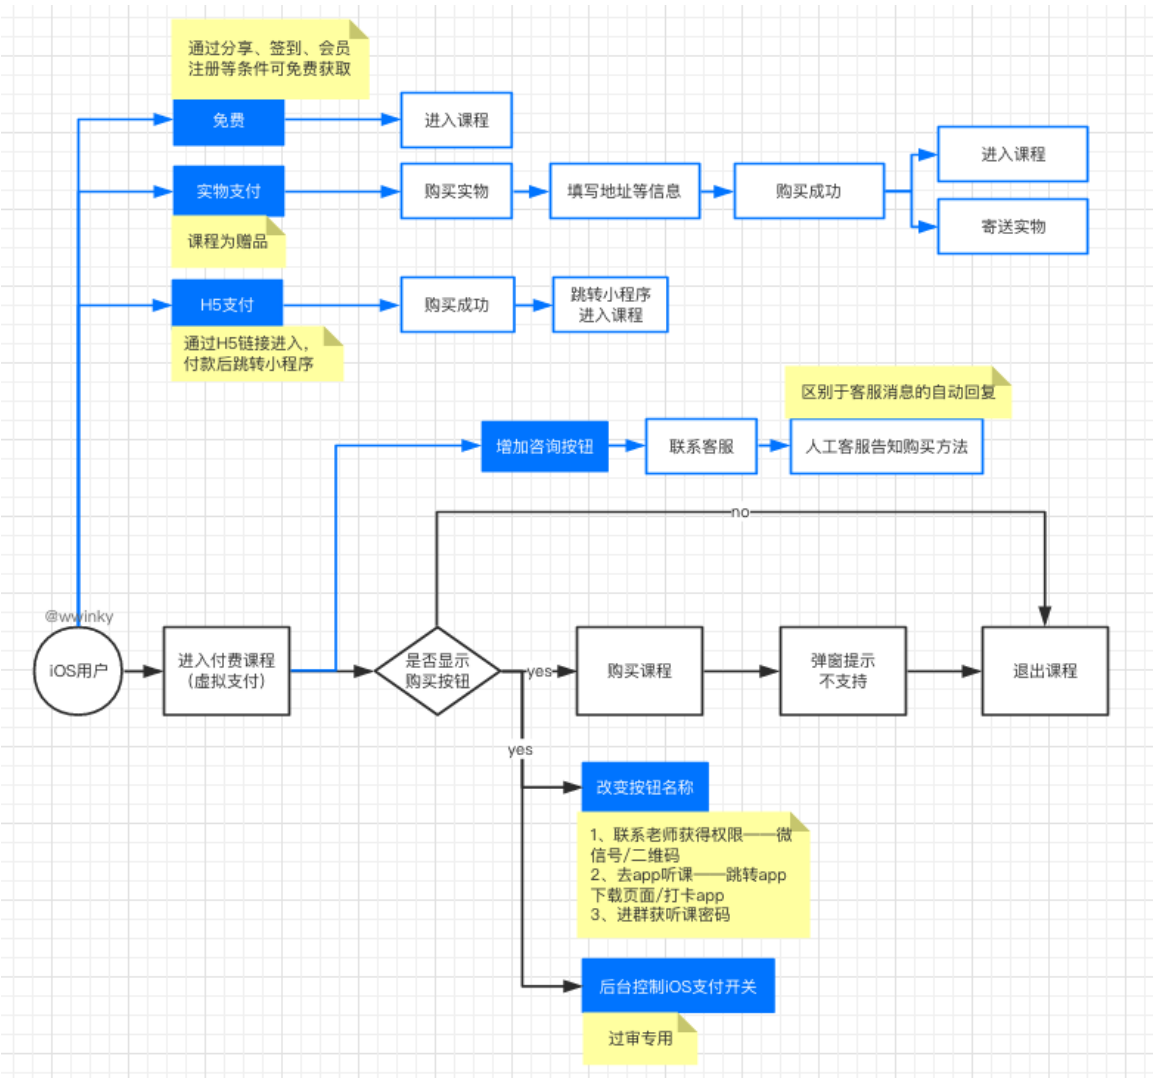 通过分享、签到、会员
注册等条件可免费获取
免费
进入课程
实物支付
购买实物
填写地址等信息
购买成功
进入课程
寄送实物
课程为赠品
H5支付
购买成功
跳转小程序
进入课程
通过H5链接进入，
付款后跳转小程序
区别于客服消息的自动回复
增加咨询按钮
联系客服
人工客服告知购买方法
no
@wwinky
iOS用户
进入付费课程
（虚拟支付）
是否显示
购买按钮
yes
购买课程
弹窗提示
不支持
退出课程
yes
改变按钮名称
1、联系老师获得权限——微
信号/二维码
2、去app听课——跳转app
下载页面/打卡app
3、进群获听课密码
后台控制iOS支付开关
过审专用